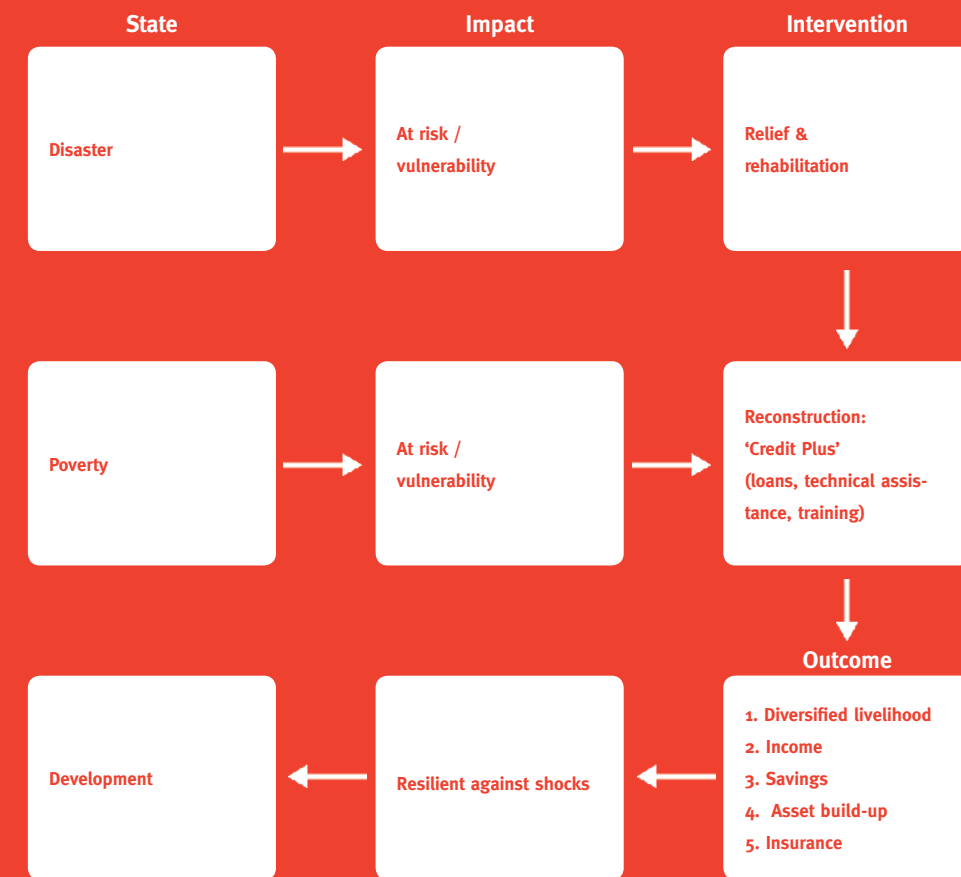 State
Impact
Intervention
Disaster
At risk /
vulnerability
Relief &
rehabilitation
Poverty
At risk /
vulnerability
Reconstruction:
‘Credit Plus’
(loans, technical assis-
tance, training)
Outcome
Development
Resilient against shocks
1. Diversified livelihood
2. Income
3. Savings
4. Asset build-up
5. Insurance